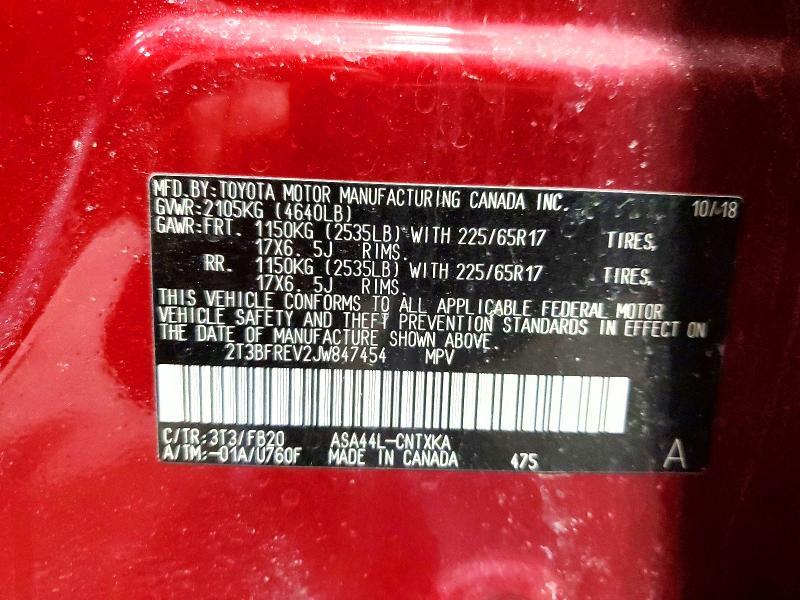 MFD.BY:TOYOTA MOTOR MANUFACTURING CANADA INC. 10/18
GVWR:2105KG (4640LB)
GAWR:FRT. 1150KG (2535LB) WITH 225/65R17 TIRES,
17X6. 5J RIMS.
RR. 1150KG (2535LB) WITH 225/65R17 TIRES,
17X6. 5J RIMS.
THIS VEHICLE CONFORMS TO ALL APPLICABLE FEDERAL MOTOR
VEHICLE SAFETY AND THEFT PREVENTION STANDARDS IN EFFECT ON
THE DATE OF MANUFACTURE SHOWN ABOVE.
2T3BFREV2JW847454 MPV
C/TR:3T3/FB20 ASA44L-CNTXKA
A/TM:-01A/U760F MADE IN CANADA 475 A